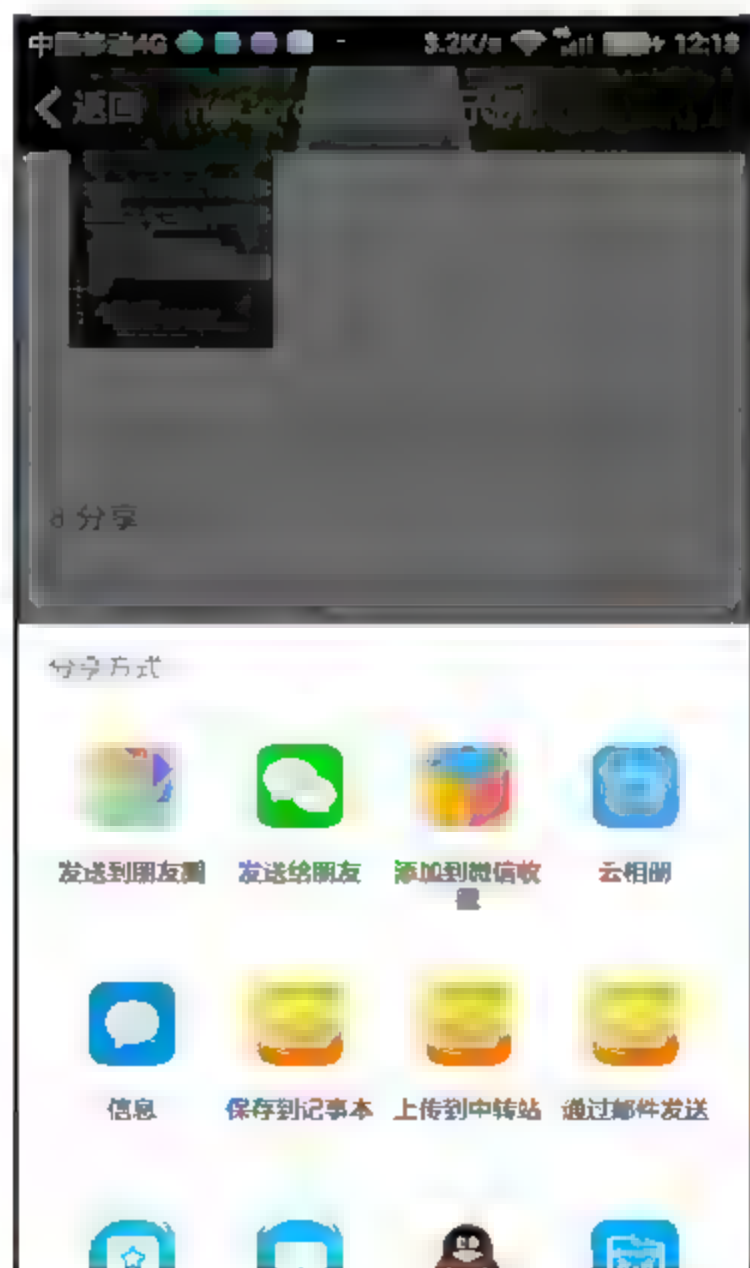 中国移动4G 3.2K/s 12:18
返回 示例
8 分享
分享方式
发送到朋友圈 发送给朋友 添加到微信收藏 云相册
信息 保存到记事本 上传到中转站 通过邮件发送